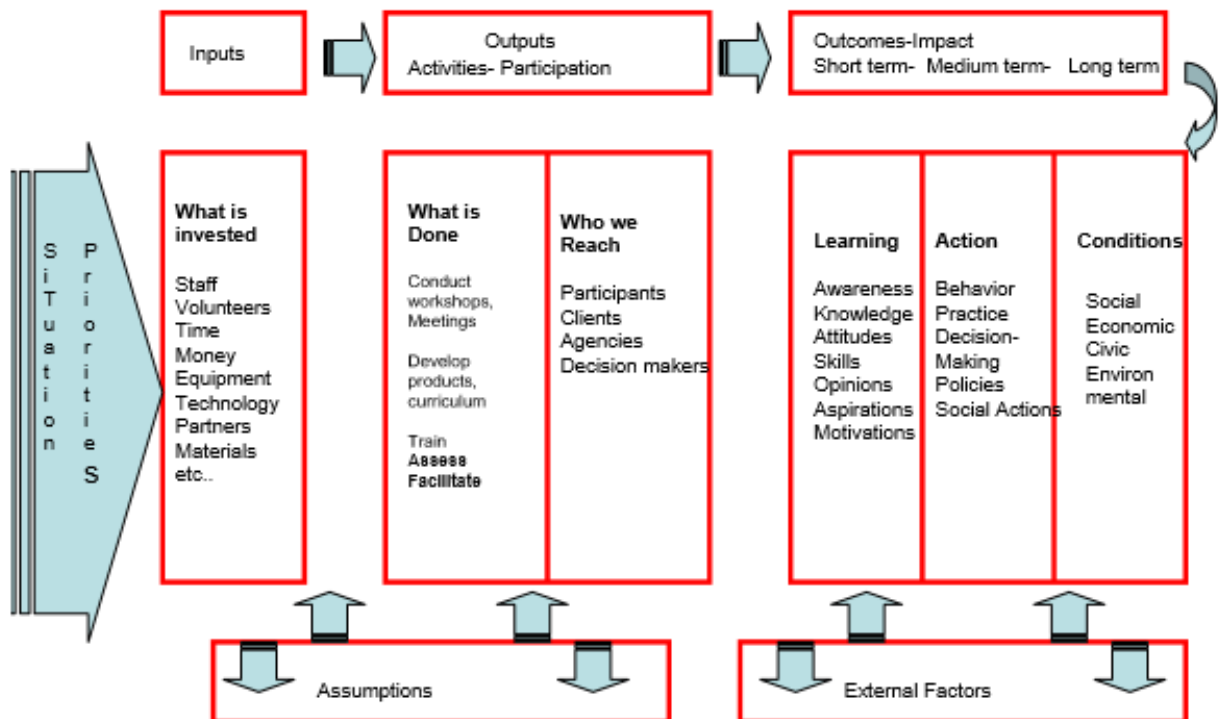 Inputs
Outputs
Activities- Participation
Outcomes-Impact
Short term- Medium term- Long term
SiTuation
PrioritieS
What is
invested
Staff
Volunteers
Time
Money
Equipment
Technology
Partners
Materials
etc..
What is
Done
Conduct
workshops,
Meetings
Develop
products,
curriculum
Train
Assess
Facilitate
Who we
Reach
Participants
Clients
Agencies
Decision makers
Learning
Awareness
Knowledge
Attitudes
Skills
Opinions
Aspirations
Motivations
Action
Behavior
Practice
Decision-
Making
Policies
Social Actions
Conditions
Social
Economic
Civic
Environ
mental
Assumptions
External Factors